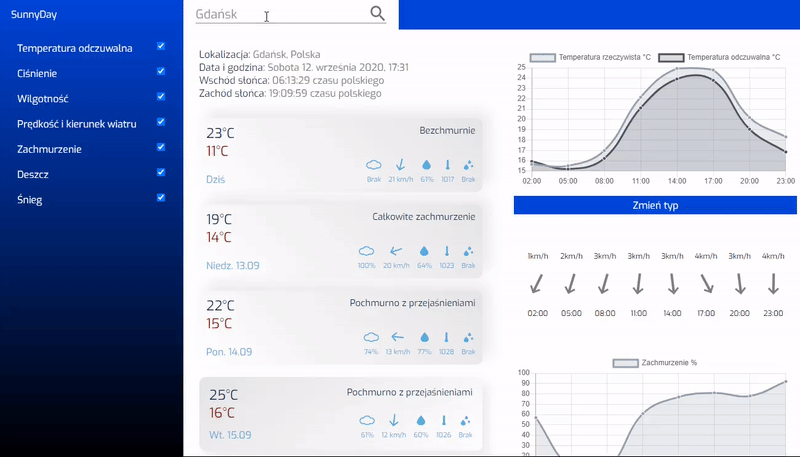 SunnyDay
Temperatura odczuwalna
Ciśnienie
Wilgotność
Prędkość i kierunek wiatru
Zachmurzenie
Deszcz
Śnieg
Gdańsk
Lokalizacja: Gdańsk, Polska
Data i godzina: Sobota 12. września 2020, 17:31
Wschód słońca: 06:13:29 czasu polskiego
Zachód słońca: 19:09:59 czasu polskiego
23°C
Bezchmurnie
11°C
Dziś
Brak 21 km/h 61% 1017 Brak
19°C
Całkowite zachmurzenie
14°C
Niedz. 13.09
100% 20 km/h 64% 1023 Brak
22°C
Pochmurno z przejaśnieniami
15°C
Pon. 14.09
74% 13 km/h 77% 1028 Brak
25°C
Pochmurno z przejaśnieniami
16°C
Wt. 15.09
61% 12 km/h 60% 1026 Brak
Temperatura rzeczywista °C Temperatura odczuwalna °C
25
24
23
22
21
20
19
18
17
16
15
02:00 05:00 08:00 11:00 14:00 17:00 20:00 23:00
Zmień typ
1km/h 2km/h 3km/h 3km/h 3km/h 4km/h 3km/h 4km/h
02:00 05:00 08:00 11:00 14:00 17:00 20:00 23:00
Zachmurzenie %
100
90
80
70
60
50
40
30
20